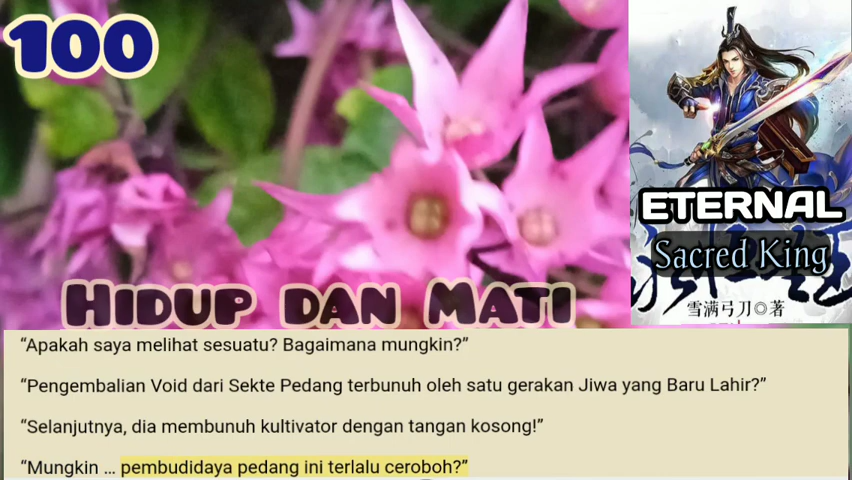 100
ETERNAL
Sacred King
雪满弓刀◎著
HIDUP DAN MATI
“Apakah saya melihat sesuatu? Bagaimana mungkin?”
“Pengembalian Void dari Sekte Pedang terbunuh oleh satu gerakan Jiwa yang Baru Lahir?”
“Selanjutnya, dia membunuh kultivator dengan tangan kosong!”
“Mungkin ... pembudidaya pedang ini terlalu ceroboh?”